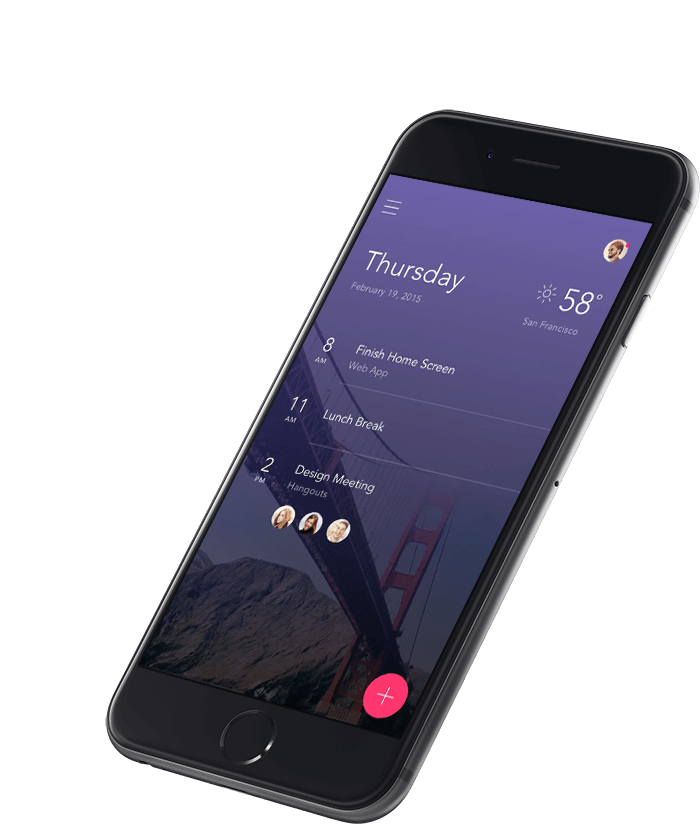 Thursday
February 19, 2015
58°
San Francisco
8
AM
Finish Home Screen
Web App
11
AM
Lunch Break
2
PM
Design Meeting
Hangouts